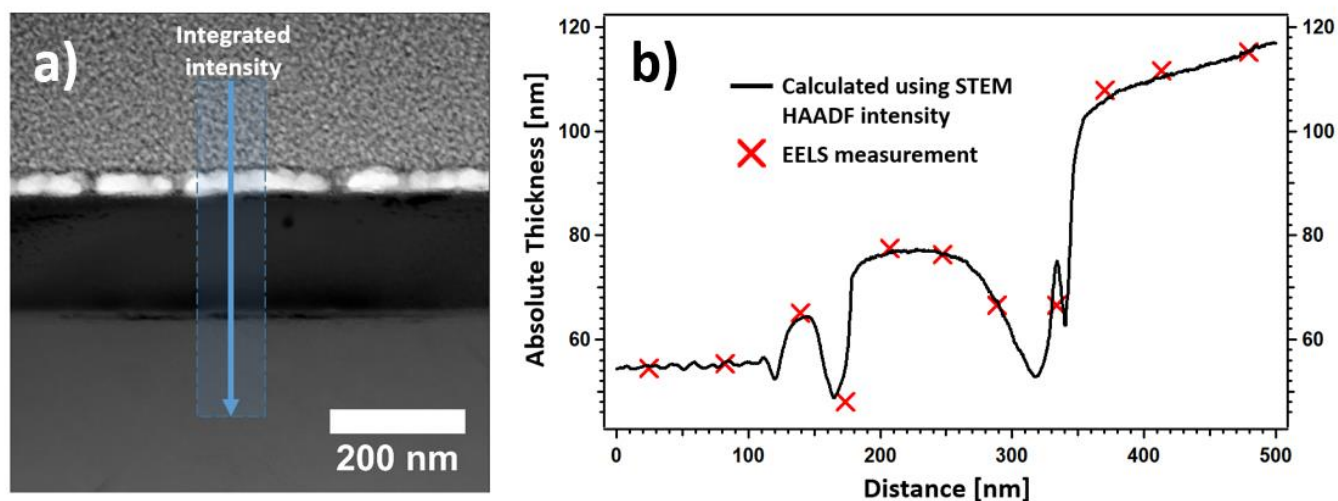 a)
Integrated
intensity
200 nm
b)
Calculated using STEM
HAADF intensity
EELS measurement
Absolute Thickness [nm]
120
100
80
60
120
100
80
60
0
100
200
300
400
500
Distance [nm]